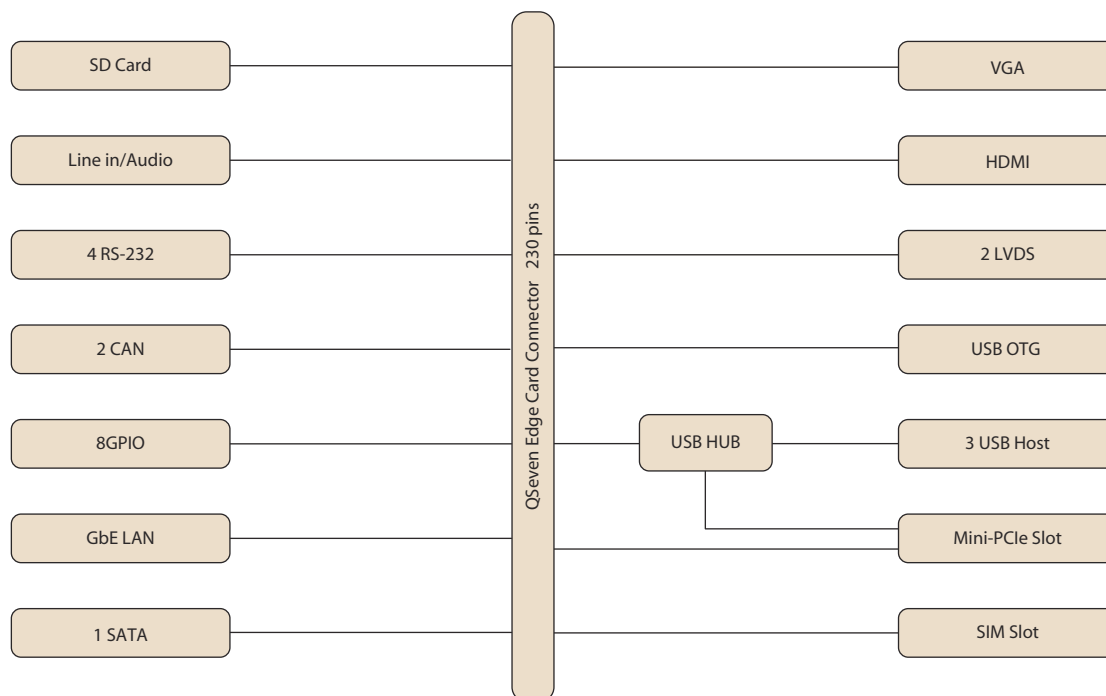 SD Card
Line in/Audio
4 RS-232
2 CAN
8GPIO
GbE LAN
1 SATA
QSeven Edge Card Connector 230 pins
USB HUB
VGA
HDMI
2 LVDS
USB OTG
3 USB Host
Mini-PCIe Slot
SIM Slot